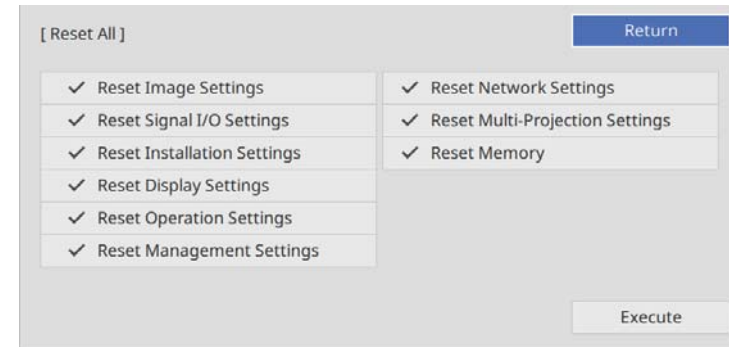 [ Reset All ]
Return
Reset Image Settings
Reset Signal I/O Settings
Reset Installation Settings
Reset Display Settings
Reset Operation Settings
Reset Management Settings
Reset Network Settings
Reset Multi-Projection Settings
Reset Memory
Execute